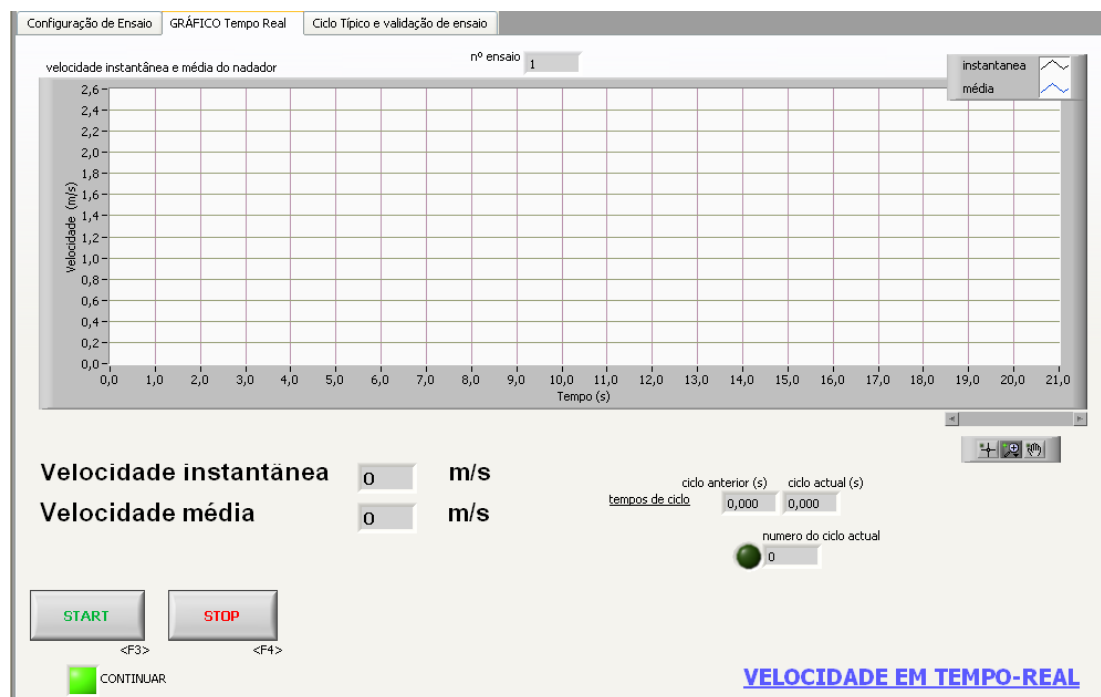 Configuração de Ensaio GRÁFICO Tempo Real Ciclo Típico e validação de ensaio
nº ensaio 1
velocidade instantânea e média do nadador
instantanea
média
2,6
2,4
2,2
2,0
1,8
1,6
1,4
1,2
1,0
0,8
0,6
0,4
0,2
0,0
Velocidade (m/s)
0,0 1,0 2,0 3,0 4,0 5,0 6,0 7,0 8,0 9,0 10,0 11,0 12,0 13,0 14,0 15,0 16,0 17,0 18,0 19,0 20,0 21,0
Tempo (s)
Velocidade instantânea 0 m/s
Velocidade média 0 m/s
ciclo anterior (s) ciclo actual (s)
tempos de ciclo 0,000 0,000
numero do ciclo actual
0
START STOP
<F3> <F4>
CONTINUAR
VELOCIDADE EM TEMPO-REAL